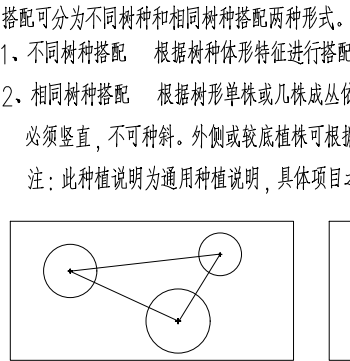 搭配可分为不同树种和相同树种搭配两种形式。
1、不同树种搭配 根据树种体形特征进行搭配
2、相同树种搭配 根据树形单株或几株成丛
必须竖直，不可种斜。外侧或较底植株可根
注：此种植说明为通用种植说明，具体项目